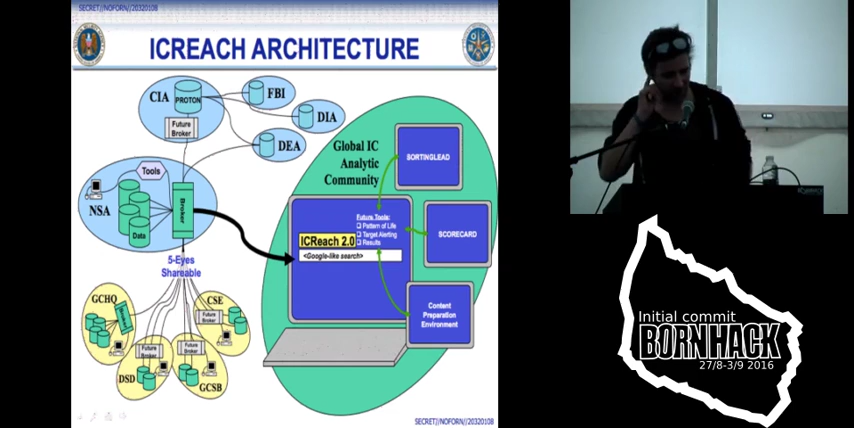 SECRET//NOFORN//20320108
ICREACH ARCHITECTURE
CIA
PROTON
Future
Broker
FBI
DIA
DEA
Global IC
Analytic
Community
SORTINGLEAD
Tools
NSA
Data
Broker
Future Tools:
Pattern of Life
Target Alerting
Results
ICReach 2.0
<Google-like search>
SCORECARD
5-Eyes
Shareable
Content
Preparation
Environment
GCHQ
CSE
Future
Broker
Future
Broker
Future
Broker
DSD
GCSB
SECRET//NOFORN//20320108
Initial commit
BORNHACK
27/8-3/9 2016